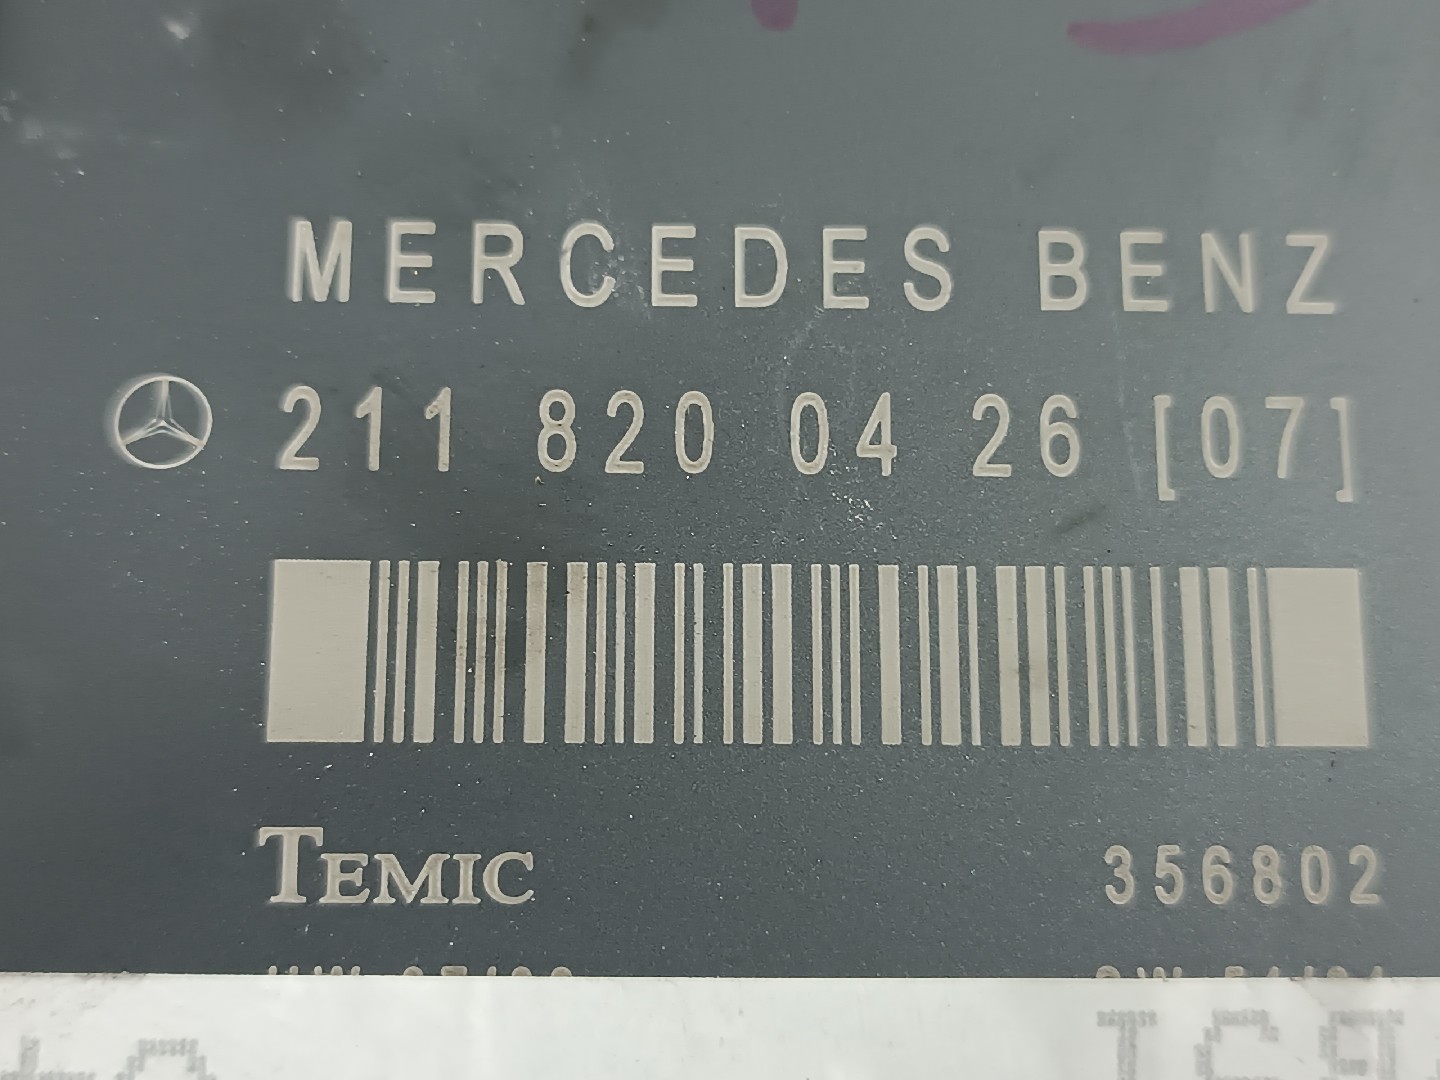 MERCEDES BENZ
211 820 04 26 [07]
TEMIC
356802